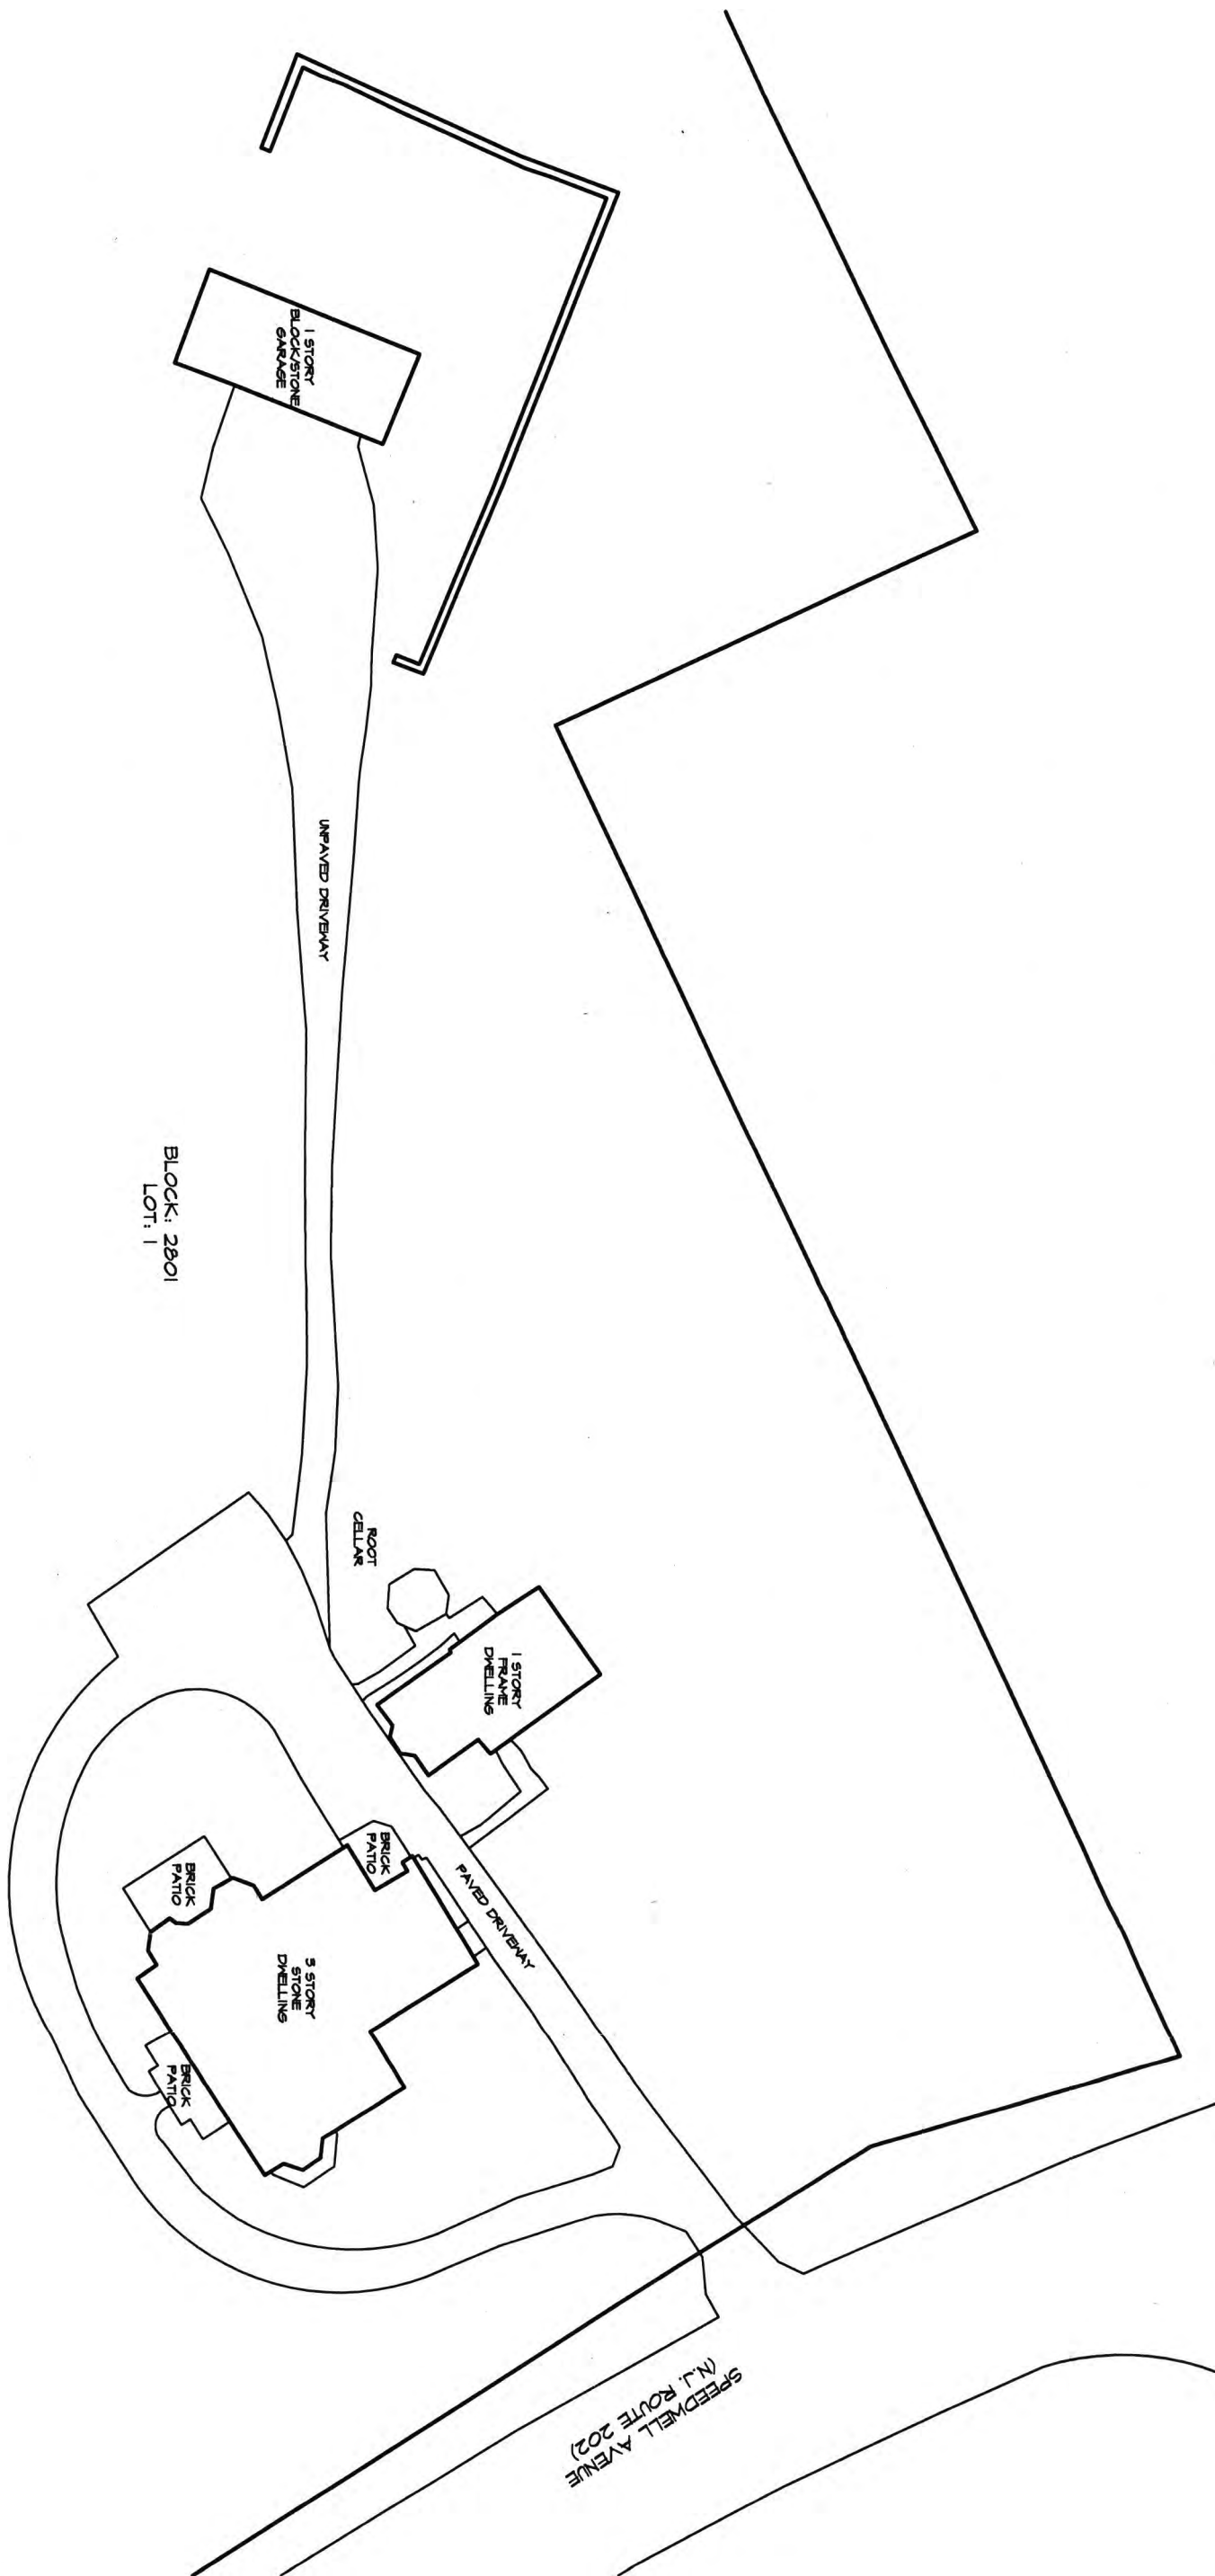 1 STORY
BLOCK/STONE
GARAGE
UNPAVED DRIVEWAY
BLOCK: 2801
LOT: 1
ROOT
CELLAR
1 STORY
FRAME
DWELLING
BRICK
PATIO
BRICK
PATIO
PAVED DRIVEWAY
3 STORY
STONE
DWELLING
BRICK
PATIO
SPEEDWELL AVENUE
(N.J. ROUTE 202)